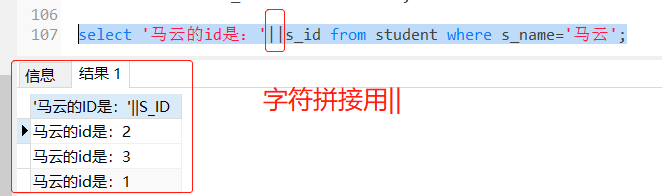 106
107 select '马云的id是：'||s_id from student where s_name='马云';
信息 结果 1
'马云的ID是：'||S_ID
马云的id是：2
马云的id是：3
马云的id是：1
字符拼接用||